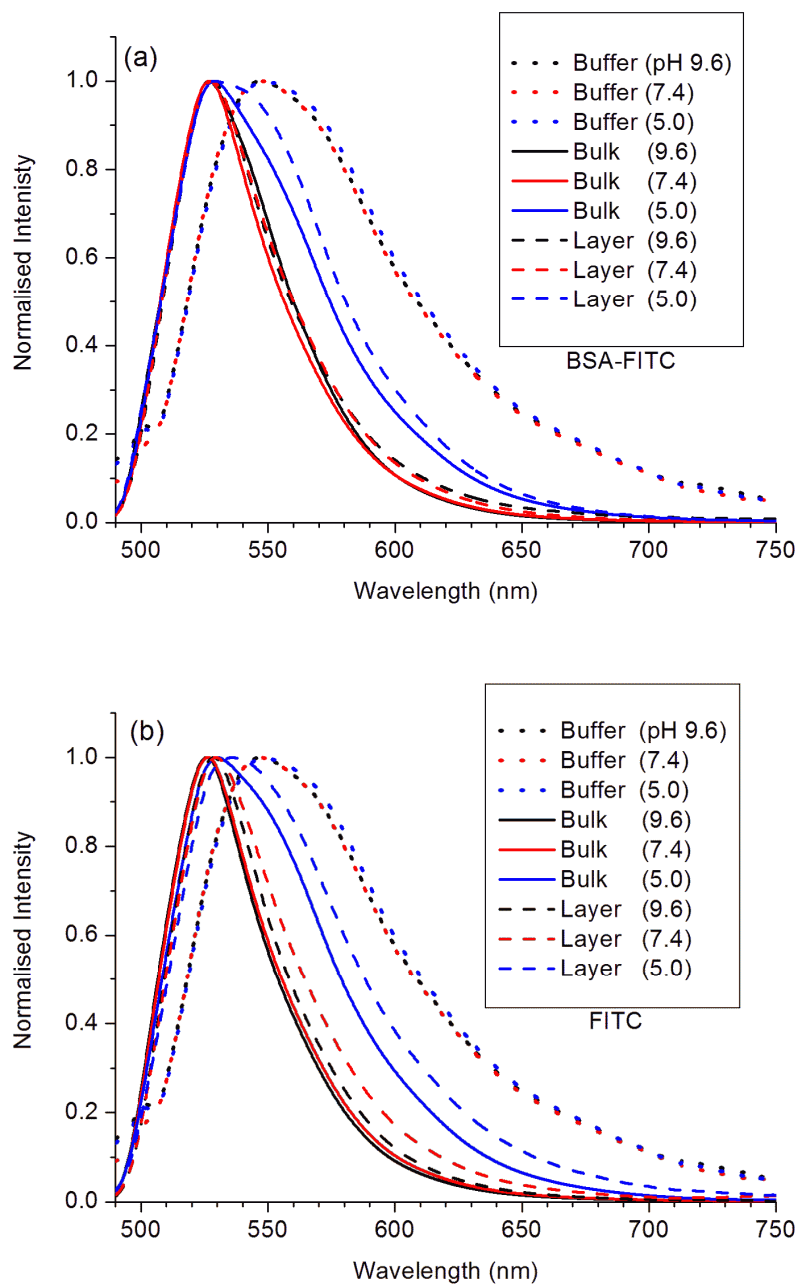 (a)
1.0
0.8
0.6
0.4
0.2
0.0
Normalised Intenisty
Buffer (pH 9.6)
Buffer (7.4)
Buffer (5.0)
Bulk (9.6)
Bulk (7.4)
Bulk (5.0)
Layer (9.6)
Layer (7.4)
Layer (5.0)
BSA-FITC
500 550 600 650 700 750
Wavelength (nm)
(b)
1.0
0.8
0.6
0.4
0.2
0.0
Normalised Intensity
Buffer (pH 9.6)
Buffer (7.4)
Buffer (5.0)
Bulk (9.6)
Bulk (7.4)
Bulk (5.0)
Layer (9.6)
Layer (7.4)
Layer (5.0)
FITC
500 550 600 650 700 750
Wavelength (nm)